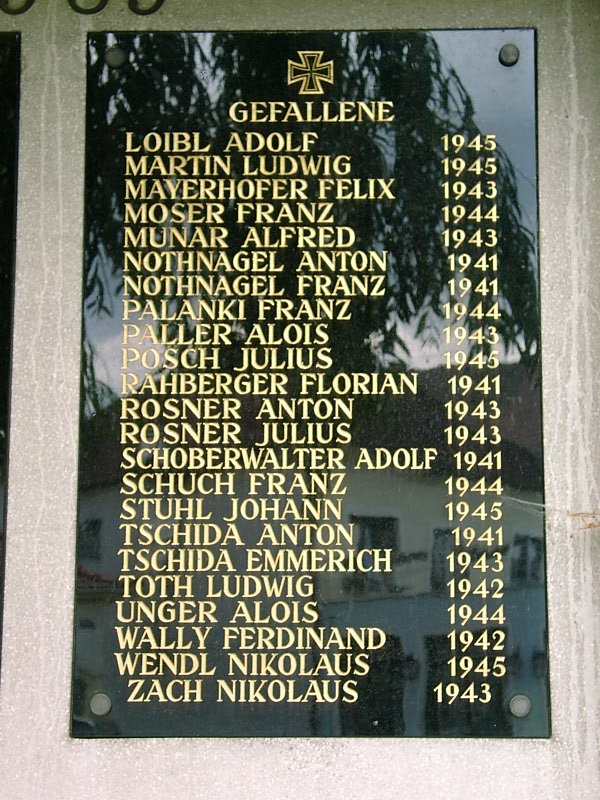 GEFALLENE
LOIBL ADOLF 1945
MARTIN LUDWIG 1945
MAYERHOFER FELIX 1943
MOSER FRANZ 1944
MUNAR ALFRED 1943
NOTHNAGEL ANTON 1941
NOTHNAGEL FRANZ 1941
PALANKI FRANZ 1944
PALLER ALOIS 1943
POSCH JULIUS 1945
RAHBERGER FLORIAN 1941
ROSNER ANTON 1943
ROSNER JULIUS 1943
SCHOBERWALTER ADOLF 1941
SCHUCH FRANZ 1944
STUHL JOHANN 1945
TSCHIDA ANTON 1941
TSCHIDA EMMERICH 1943
TOTH LUDWIG 1942
UNGER ALOIS 1944
WALLY FERDINAND 1942
WENDL NIKOLAUS 1945
ZACH NIKOLAUS 1943